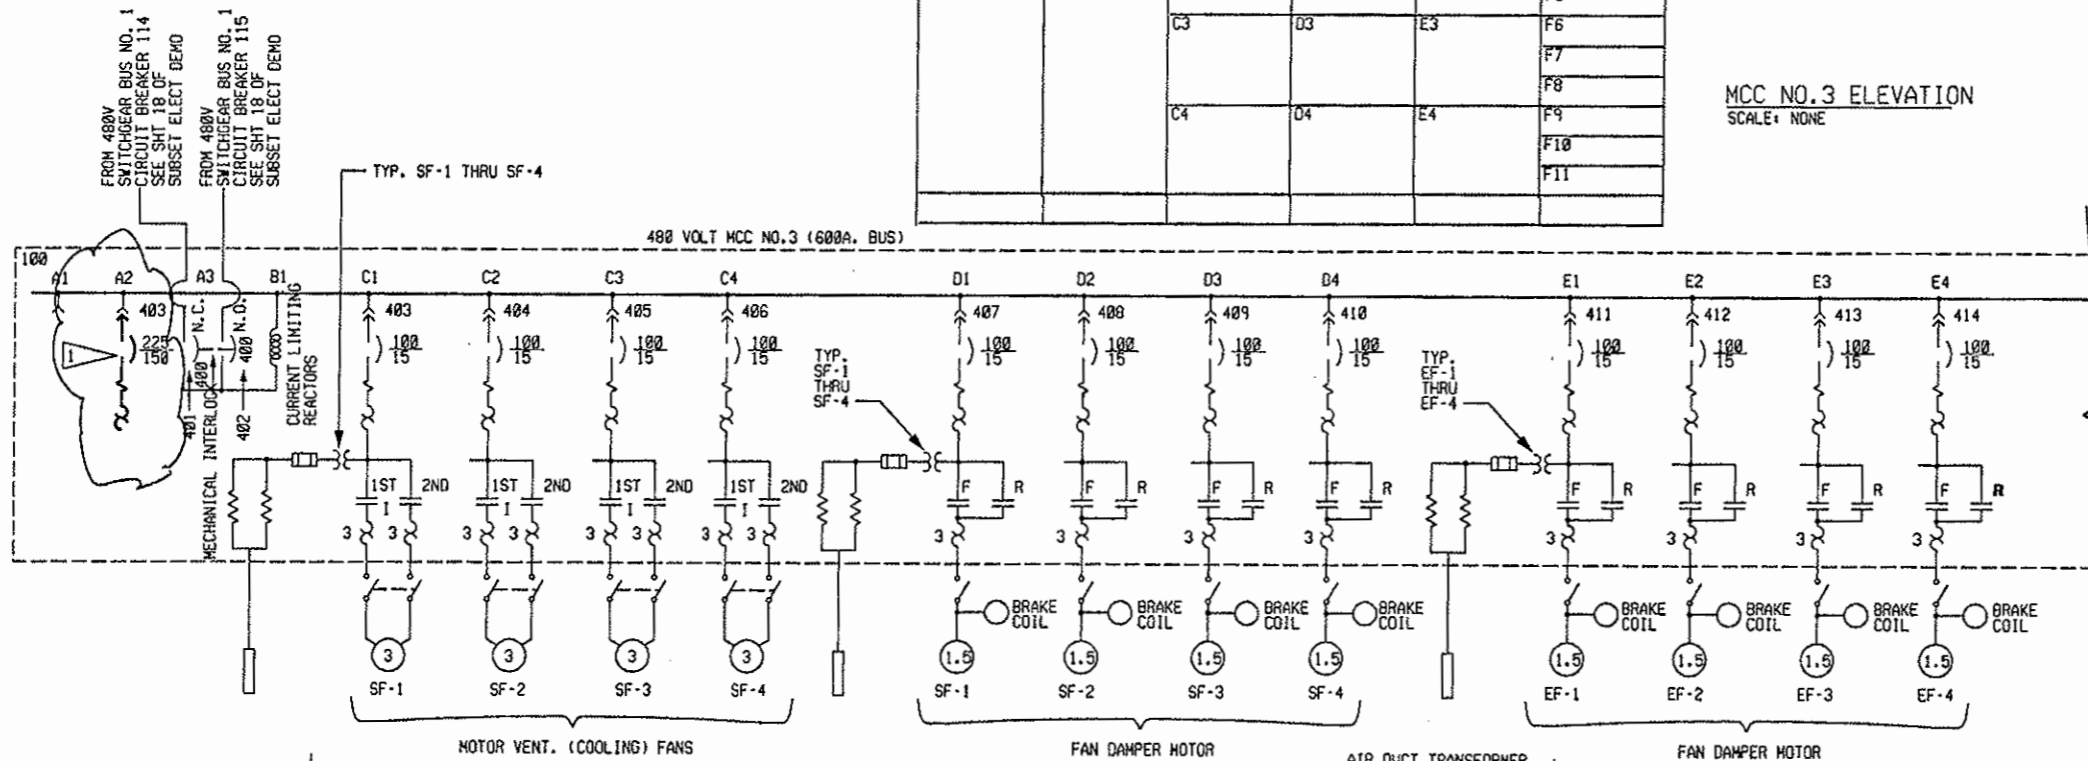 FROM 480V
SWITCHGEAR BUS NO. 1
CIRCUIT BREAKER 114
SEE SHT 18 OF
SUBSET ELECT DEMO
FROM 480V
SWITCHGEAR BUS NO. 1
CIRCUIT BREAKER 115
SEE SHT 18 OF
SUBSET ELECT DEMO
C3 D3 E3 F6
F7
F8
C4 D4 E4 F9
F10
F11
MCC NO.3 ELEVATION
SCALE: NONE
TYP. SF-1 THRU SF-4
480 VOLT MCC NO.3 (600A. BUS)
100
A1 A2 A3 B1 C1 C2 C3 C4 D1 D2 D3 D4 E1 E2 E3 E4
403 403 404 405 406 407 408 409 410 411 412 413 414
N.C. N.O.
1
225
150
400 400
401
402
MECHANICAL INTERLOCK
CURRENT LIMITING
REACTORS
100 100 100 100 100 100 100 100 100 100 100 100
15 15 15 15 15 15 15 15 15 15 15 15
TYP.
SF-1
THRU
SF-4
TYP.
EF-1
THRU
EF-4
1ST 2ND 1ST 2ND 1ST 2ND 1ST 2ND F R F R F R F R F R F R F R F R
I I I I
3 3 3 3 3 3 3 3 3 3 3 3 3 3 3 3
BRAKE
COIL
BRAKE
COIL
BRAKE
COIL
BRAKE
COIL
BRAKE
COIL
BRAKE
COIL
BRAKE
COIL
BRAKE
COIL
3 3 3 3 1.5 1.5 1.5 1.5 1.5 1.5 1.5 1.5
SF-1 SF-2 SF-3 SF-4 SF-1 SF-2 SF-3 SF-4 EF-1 EF-2 EF-3 EF-4
MOTOR VENT. (COOLING) FANS
FAN DAMPER MOTOR
AIR DUCT TRANSFORMER
FAN DAMPER MOTOR